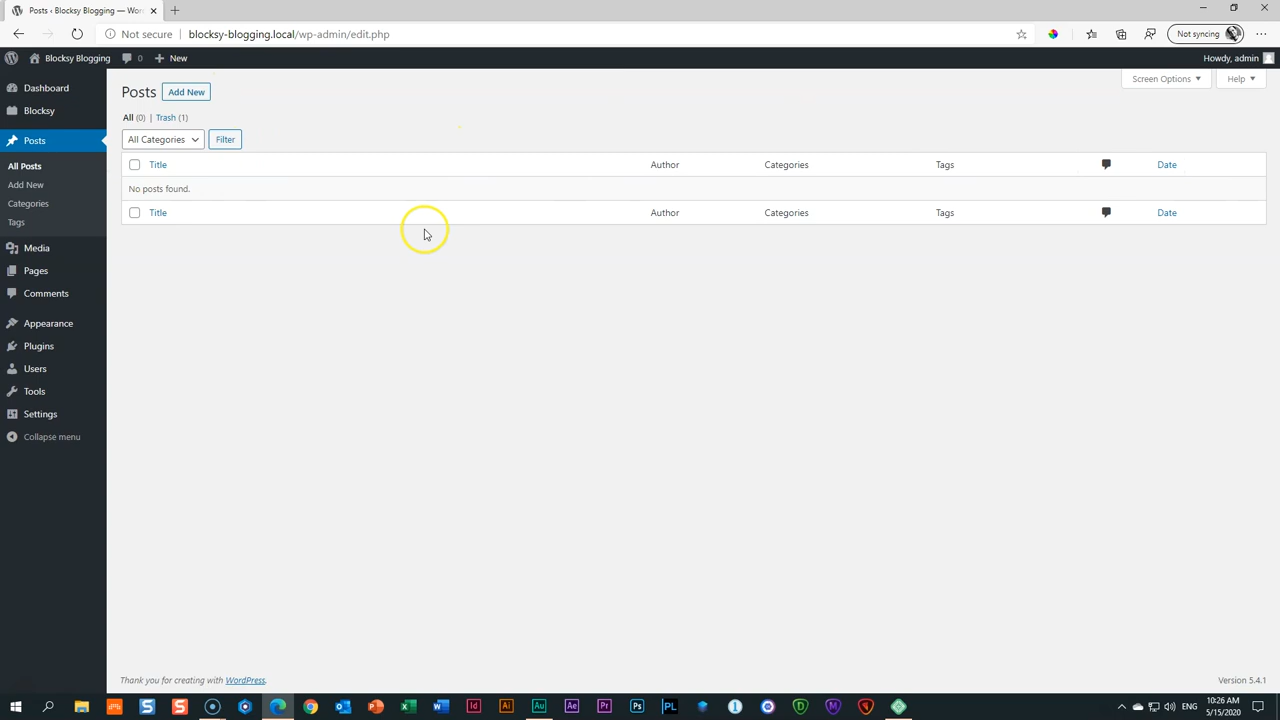 Posts ‹ Blocksy Blogging — Wor
Not secure
blocksy-blogging.local/wp-admin/edit.php
Not syncing
Blocksy Blogging
0
New
Howdy, admin
Dashboard
Blocksy
Posts
All Posts
Add New
Categories
Tags
Media
Pages
Comments
Appearance
Plugins
Users
Tools
Settings
Collapse menu
Screen Options
Help
Posts
Add New
All (0) | Trash (1)
All Categories
Filter
Title Author Categories Tags Date
No posts found.
Title Author Categories Tags Date
Thank you for creating with WordPress.
Version 5.4.1
ENG
10:26 AM
5/15/2020